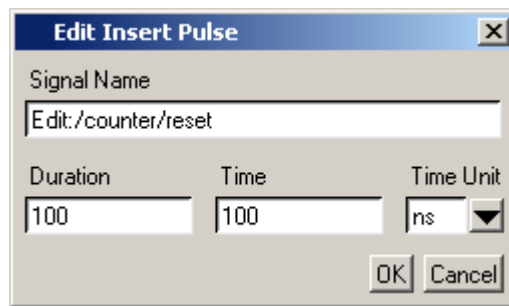 Edit Insert Pulse
Signal Name
Edit:/counter/reset
Duration Time Time Unit
100 100 ns
OK Cancel